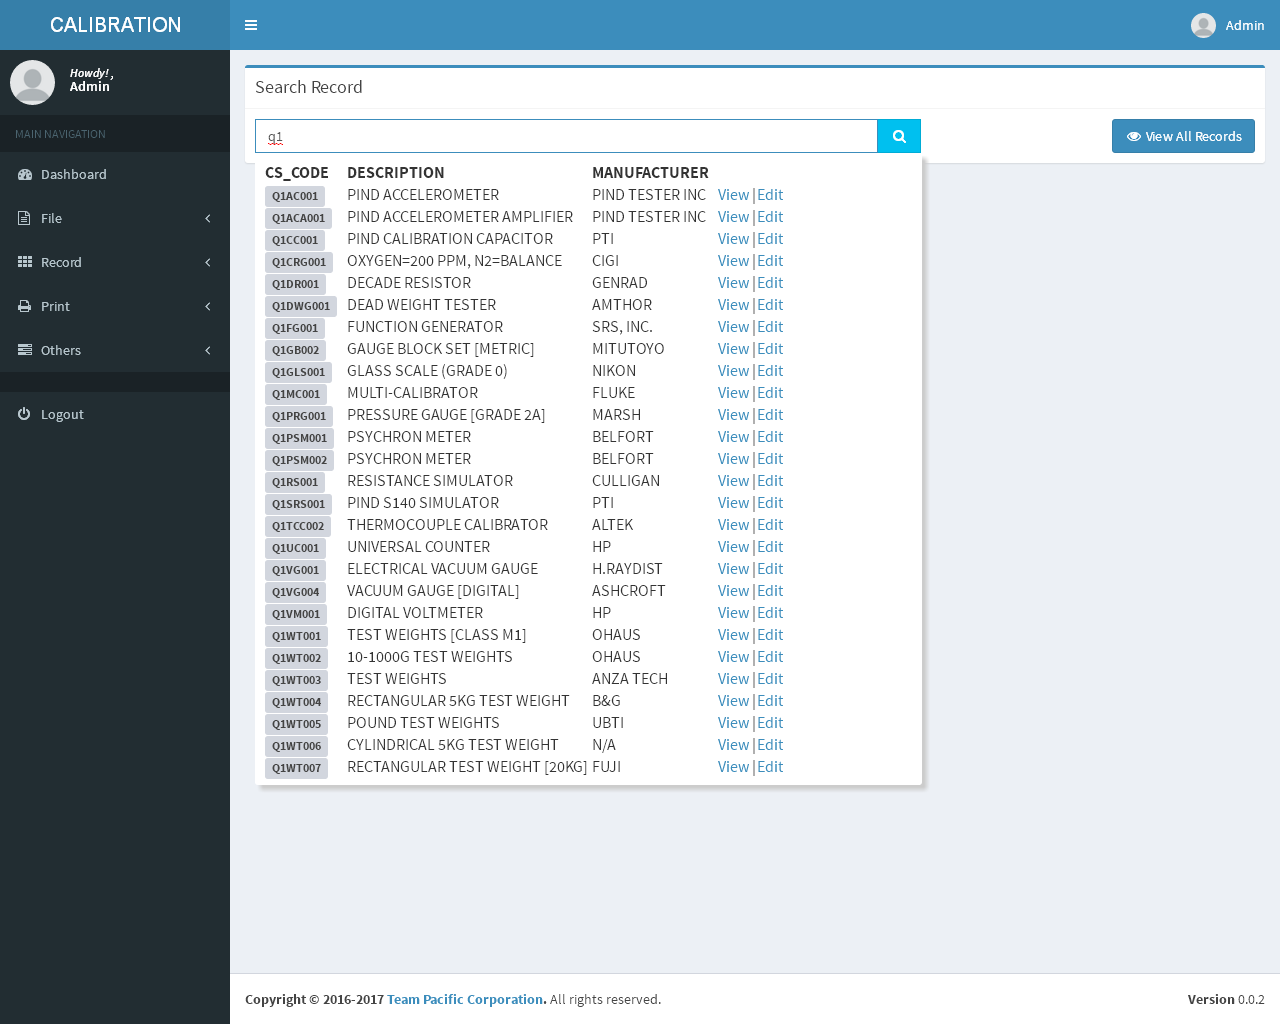 CALIBRATION
Admin
Howdy! ,
Admin
MAIN NAVIGATION
Dashboard
File
Record
Print
Others
Logout
Search Record
q1
View All Records
CS_CODE DESCRIPTION MANUFACTURER
Q1AC001 PIND ACCELEROMETER PIND TESTER INC View | Edit
Q1ACA001 PIND ACCELEROMETER AMPLIFIER PIND TESTER INC View | Edit
Q1CC001 PIND CALIBRATION CAPACITOR PTI View | Edit
Q1CRG001 OXYGEN=200 PPM, N2=BALANCE CIGI View | Edit
Q1DR001 DECADE RESISTOR GENRAD View | Edit
Q1DWG001 DEAD WEIGHT TESTER AMTHOR View | Edit
Q1FG001 FUNCTION GENERATOR SRS, INC. View | Edit
Q1GB002 GAUGE BLOCK SET [METRIC] MITUTOYO View | Edit
Q1GLS001 GLASS SCALE (GRADE 0) NIKON View | Edit
Q1MC001 MULTI-CALIBRATOR FLUKE View | Edit
Q1PRG001 PRESSURE GAUGE [GRADE 2A] MARSH View | Edit
Q1PSM001 PSYCHRON METER BELFORT View | Edit
Q1PSM002 PSYCHRON METER BELFORT View | Edit
Q1RS001 RESISTANCE SIMULATOR CULLIGAN View | Edit
Q1SRS001 PIND S140 SIMULATOR PTI View | Edit
Q1TCC002 THERMOCOUPLE CALIBRATOR ALTEK View | Edit
Q1UC001 UNIVERSAL COUNTER HP View | Edit
Q1VG001 ELECTRICAL VACUUM GAUGE H.RAYDIST View | Edit
Q1VG004 VACUUM GAUGE [DIGITAL] ASHCROFT View | Edit
Q1VM001 DIGITAL VOLTMETER HP View | Edit
Q1WT001 TEST WEIGHTS [CLASS M1] OHAUS View | Edit
Q1WT002 10-1000G TEST WEIGHTS OHAUS View | Edit
Q1WT003 TEST WEIGHTS ANZA TECH View | Edit
Q1WT004 RECTANGULAR 5KG TEST WEIGHT B&G View | Edit
Q1WT005 POUND TEST WEIGHTS UBTI View | Edit
Q1WT006 CYLINDRICAL 5KG TEST WEIGHT N/A View | Edit
Q1WT007 RECTANGULAR TEST WEIGHT [20KG] FUJI View | Edit
Copyright © 2016-2017 Team Pacific Corporation. All rights reserved.
Version 0.0.2